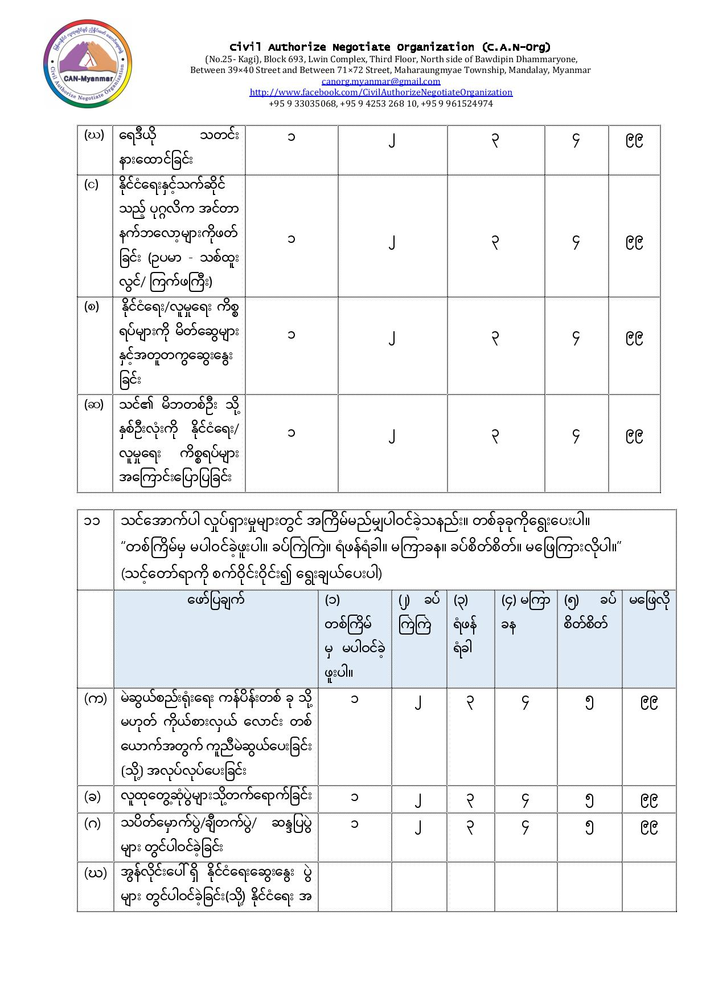 မြန်မာနိုင်ငံ လူထုရှေ့ဆောင် ညှိနှိုင်းဖော်ဆောင်ရေးအဖွဲ့
CAN-Myanmar
Civil Authorize Negotiate Organization
Civil Authorize Negotiate Organization (C.A.N-Org)
(No.25- Kagi), Block 693, Lwin Complex, Third Floor, North side of Bawdipin Dhammaryone,
Between 39×40 Street and Between 71×72 Street, Maharaungmyae Township, Mandalay, Myanmar
canorg.myanmar@gmail.com
http://www.facebook.com/CivilAuthorizeNegotiateOrganization
+95 9 33035068, +95 9 4253 268 10, +95 9 961524974
(ဃ) ရေဒီယို သတင်း ၁ ၂ ၃ ၄ ၉၉
နားထောင်ခြင်း
(င) နိုင်ငံရေးနှင့်သက်ဆိုင်
သည့် ပုဂ္ဂလိက အင်တာ
နက်ဘလော့များကိုဖတ် ၁ ၂ ၃ ၄ ၉၉
ခြင်း (ဥပမာ - သစ်ထူး
လွင်/ ကြက်ဖကြီး)
(စ) နိုင်ငံရေး/လူမှုရေး ကိစ္စ
ရပ်များကို မိတ်ဆွေများ ၁ ၂ ၃ ၄ ၉၉
နှင့်အတူတကွဆွေးနွေး
ခြင်း
(ဆ) သင်၏ မိဘတစ်ဦး သို့
နှစ်ဦးလုံးကို နိုင်ငံရေး/ ၁ ၂ ၃ ၄ ၉၉
လူမှုရေး ကိစ္စရပ်များ
အကြောင်းပြောပြခြင်း
၁၁ သင်အောက်ပါ လှုပ်ရှားမှုများတွင် အကြိမ်မည်မျှပါဝင်ခဲ့သနည်း။ တစ်ခုခုကိုရွေးပေးပါ။
“တစ်ကြိမ်မှ မပါဝင်ခဲ့ဖူးပါ။ ခပ်ကြဲကြဲ။ ရံဖန်ရံခါ။ မကြာခန။ ခပ်စိတ်စိတ်။ မဖြေကြားလိုပါ။”
(သင့်တော်ရာကို စက်ဝိုင်းဝိုင်း၍ ရွေးချယ်ပေးပါ)
ဖော်ပြချက် (၁) (၂) ခပ် (၃) (၄) မကြာ (၅) ခပ် မဖြေလို
တစ်ကြိမ် ကြဲကြဲ ရံဖန် ခန စိတ်စိတ်
မှ မပါဝင်ခဲ့ ရံခါ
ဖူးပါ။
(က) မဲဆွယ်စည်းရုံးရေး ကန်ပိန်းတစ် ခု သို့ ၁ ၂ ၃ ၄ ၅ ၉၉
မဟုတ် ကိုယ်စားလှယ် လောင်း တစ်
ယောက်အတွက် ကူညီမဲဆွယ်ပေးခြင်း
(သို့) အလုပ်လုပ်ပေးခြင်း
(ခ) လူထုတွေ့ဆုံပွဲများသို့တက်ရောက်ခြင်း ၁ ၂ ၃ ၄ ၅ ၉၉
(ဂ) သပိတ်မှောက်ပွဲ/ချီတက်ပွဲ/ ဆန္ဒပြပွဲ ၁ ၂ ၃ ၄ ၅ ၉၉
များ တွင်ပါဝင်ခဲ့ခြင်း
(ဃ) အွန်လိုင်းပေါ်ရှိ နိုင်ငံရေးဆွေးနွေး ပွဲ
များ တွင်ပါဝင်ခဲ့ခြင်း(သို့) နိုင်ငံရေး အ